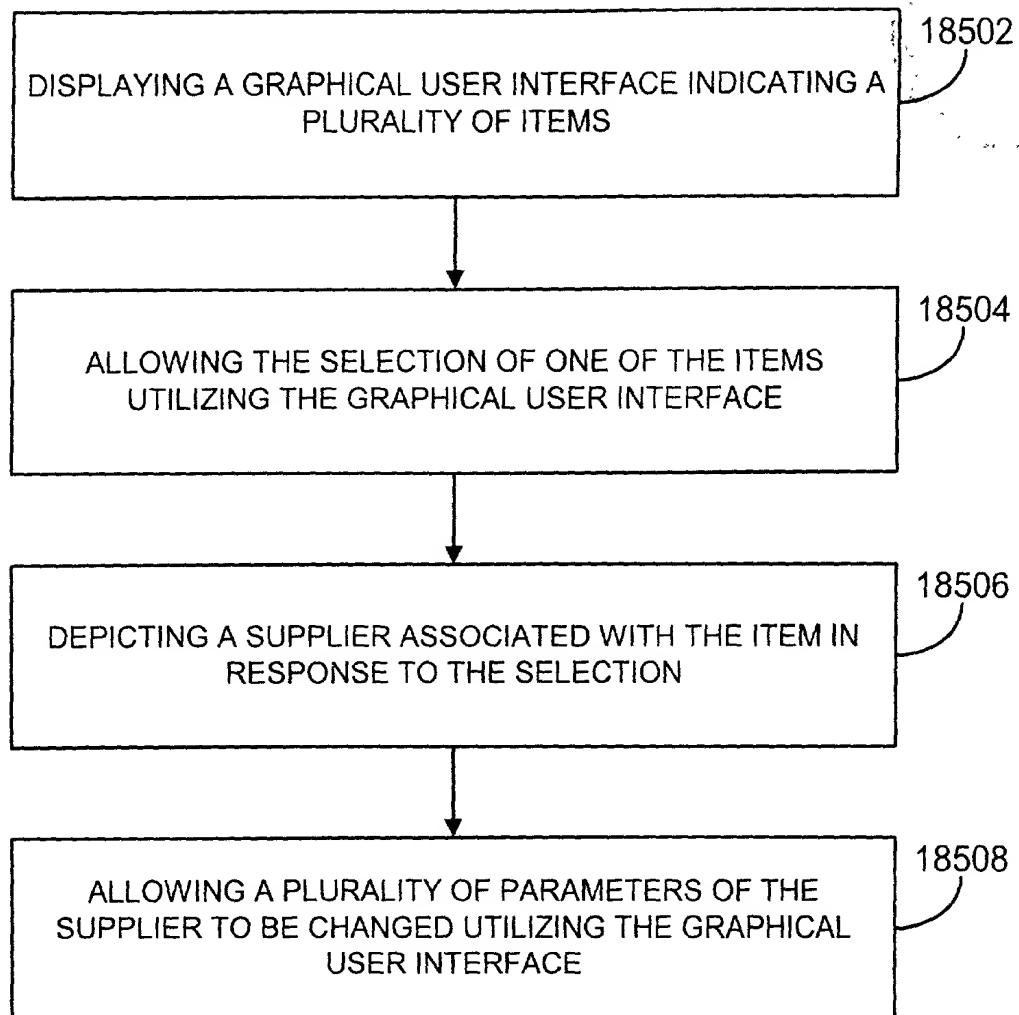 18502
DISPLAYING A GRAPHICAL USER INTERFACE INDICATING A
PLURALITY OF ITEMS
18504
ALLOWING THE SELECTION OF ONE OF THE ITEMS
UTILIZING THE GRAPHICAL USER INTERFACE
18506
DEPICTING A SUPPLIER ASSOCIATED WITH THE ITEM IN
RESPONSE TO THE SELECTION
18508
ALLOWING A PLURALITY OF PARAMETERS OF THE
SUPPLIER TO BE CHANGED UTILIZING THE GRAPHICAL
USER INTERFACE